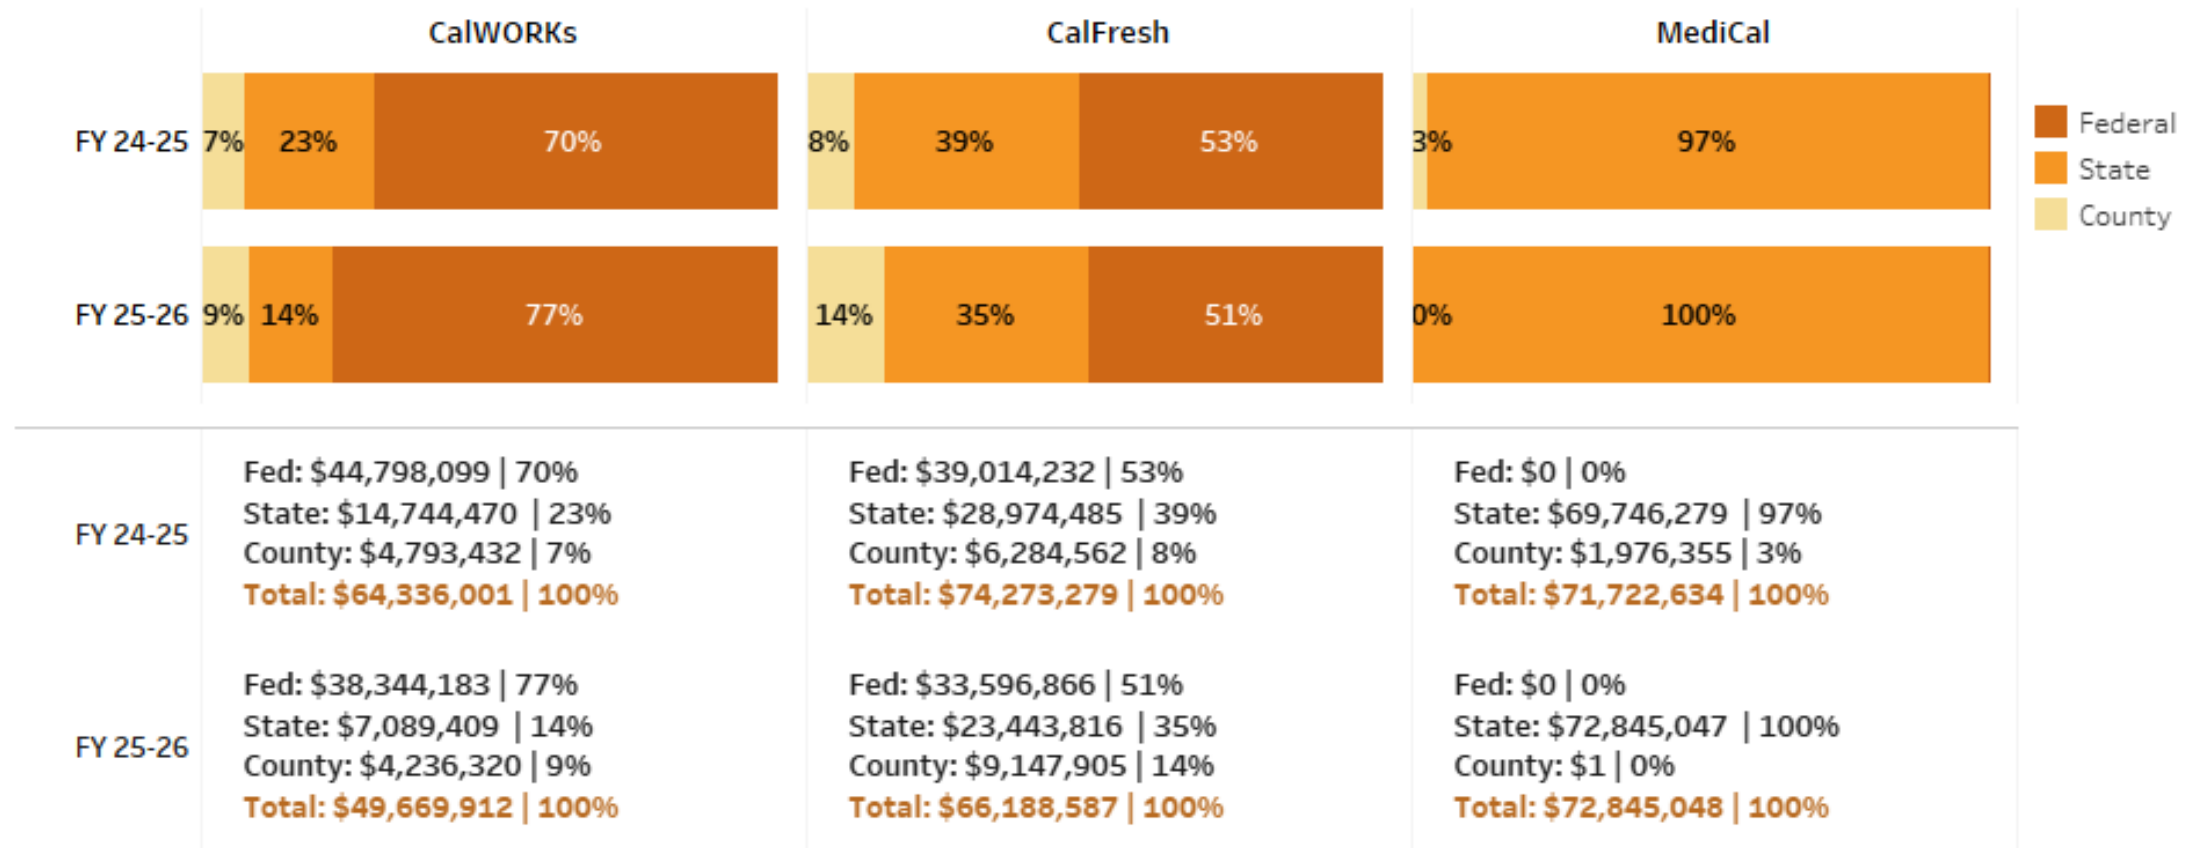 CalWORKs CalFresh MediCal
FY 24-25 7% 23% 70% 8% 39% 53% 3% 97%
Federal
State
County
FY 25-26 9% 14% 77% 14% 35% 51% 0% 100%
FY 24-25
Fed: $44,798,099 | 70%
State: $14,744,470 | 23%
County: $4,793,432 | 7%
Total: $64,336,001 | 100%
Fed: $39,014,232 | 53%
State: $28,974,485 | 39%
County: $6,284,562 | 8%
Total: $74,273,279 | 100%
Fed: $0 | 0%
State: $69,746,279 | 97%
County: $1,976,355 | 3%
Total: $71,722,634 | 100%
FY 25-26
Fed: $38,344,183 | 77%
State: $7,089,409 | 14%
County: $4,236,320 | 9%
Total: $49,669,912 | 100%
Fed: $33,596,866 | 51%
State: $23,443,816 | 35%
County: $9,147,905 | 14%
Total: $66,188,587 | 100%
Fed: $0 | 0%
State: $72,845,047 | 100%
County: $1 | 0%
Total: $72,845,048 | 100%